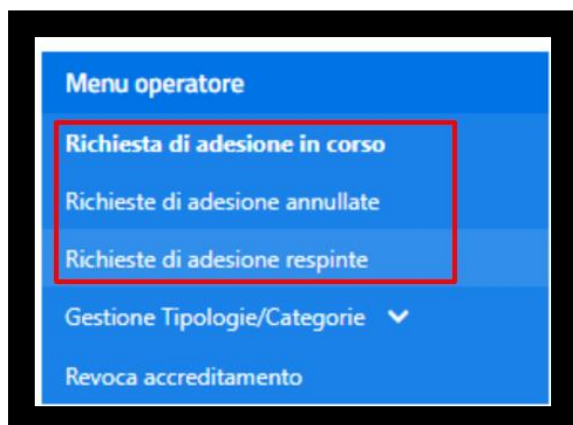 Menu operatore
Richiesta di adesione in corso
Richieste di adesione annullate
Richieste di adesione respinte
Gestione Tipologie/Categorie
Revoca accreditamento